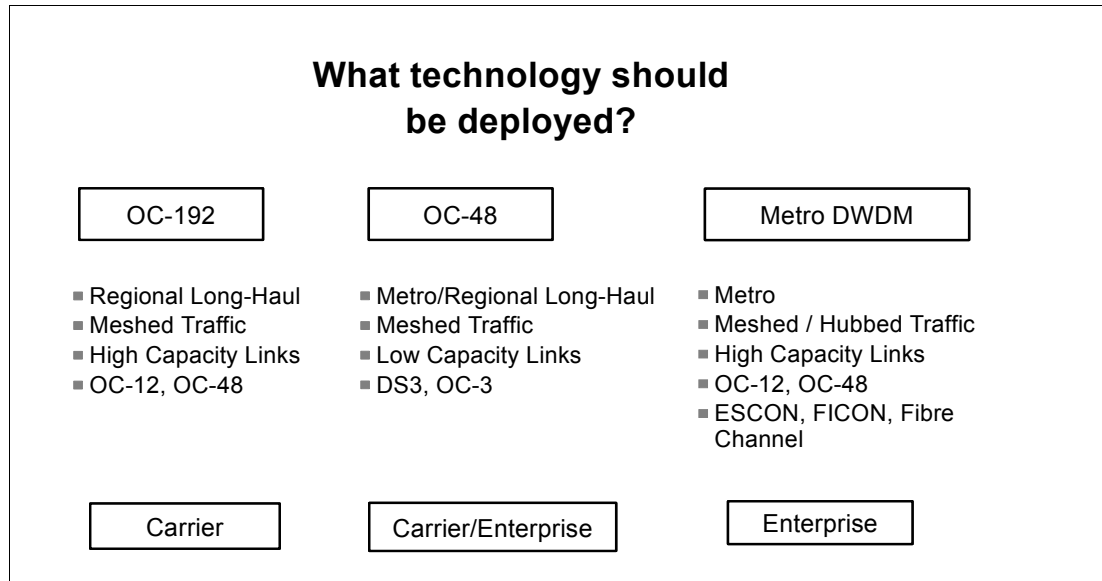 What technology should
be deployed?
OC-192
OC-48
Metro DWDM
Regional Long-Haul
Meshed Traffic
High Capacity Links
OC-12, OC-48
Metro/Regional Long-Haul
Meshed Traffic
Low Capacity Links
DS3, OC-3
Metro
Meshed / Hubbed Traffic
High Capacity Links
OC-12, OC-48
ESCON, FICON, Fibre
Channel
Carrier
Carrier/Enterprise
Enterprise